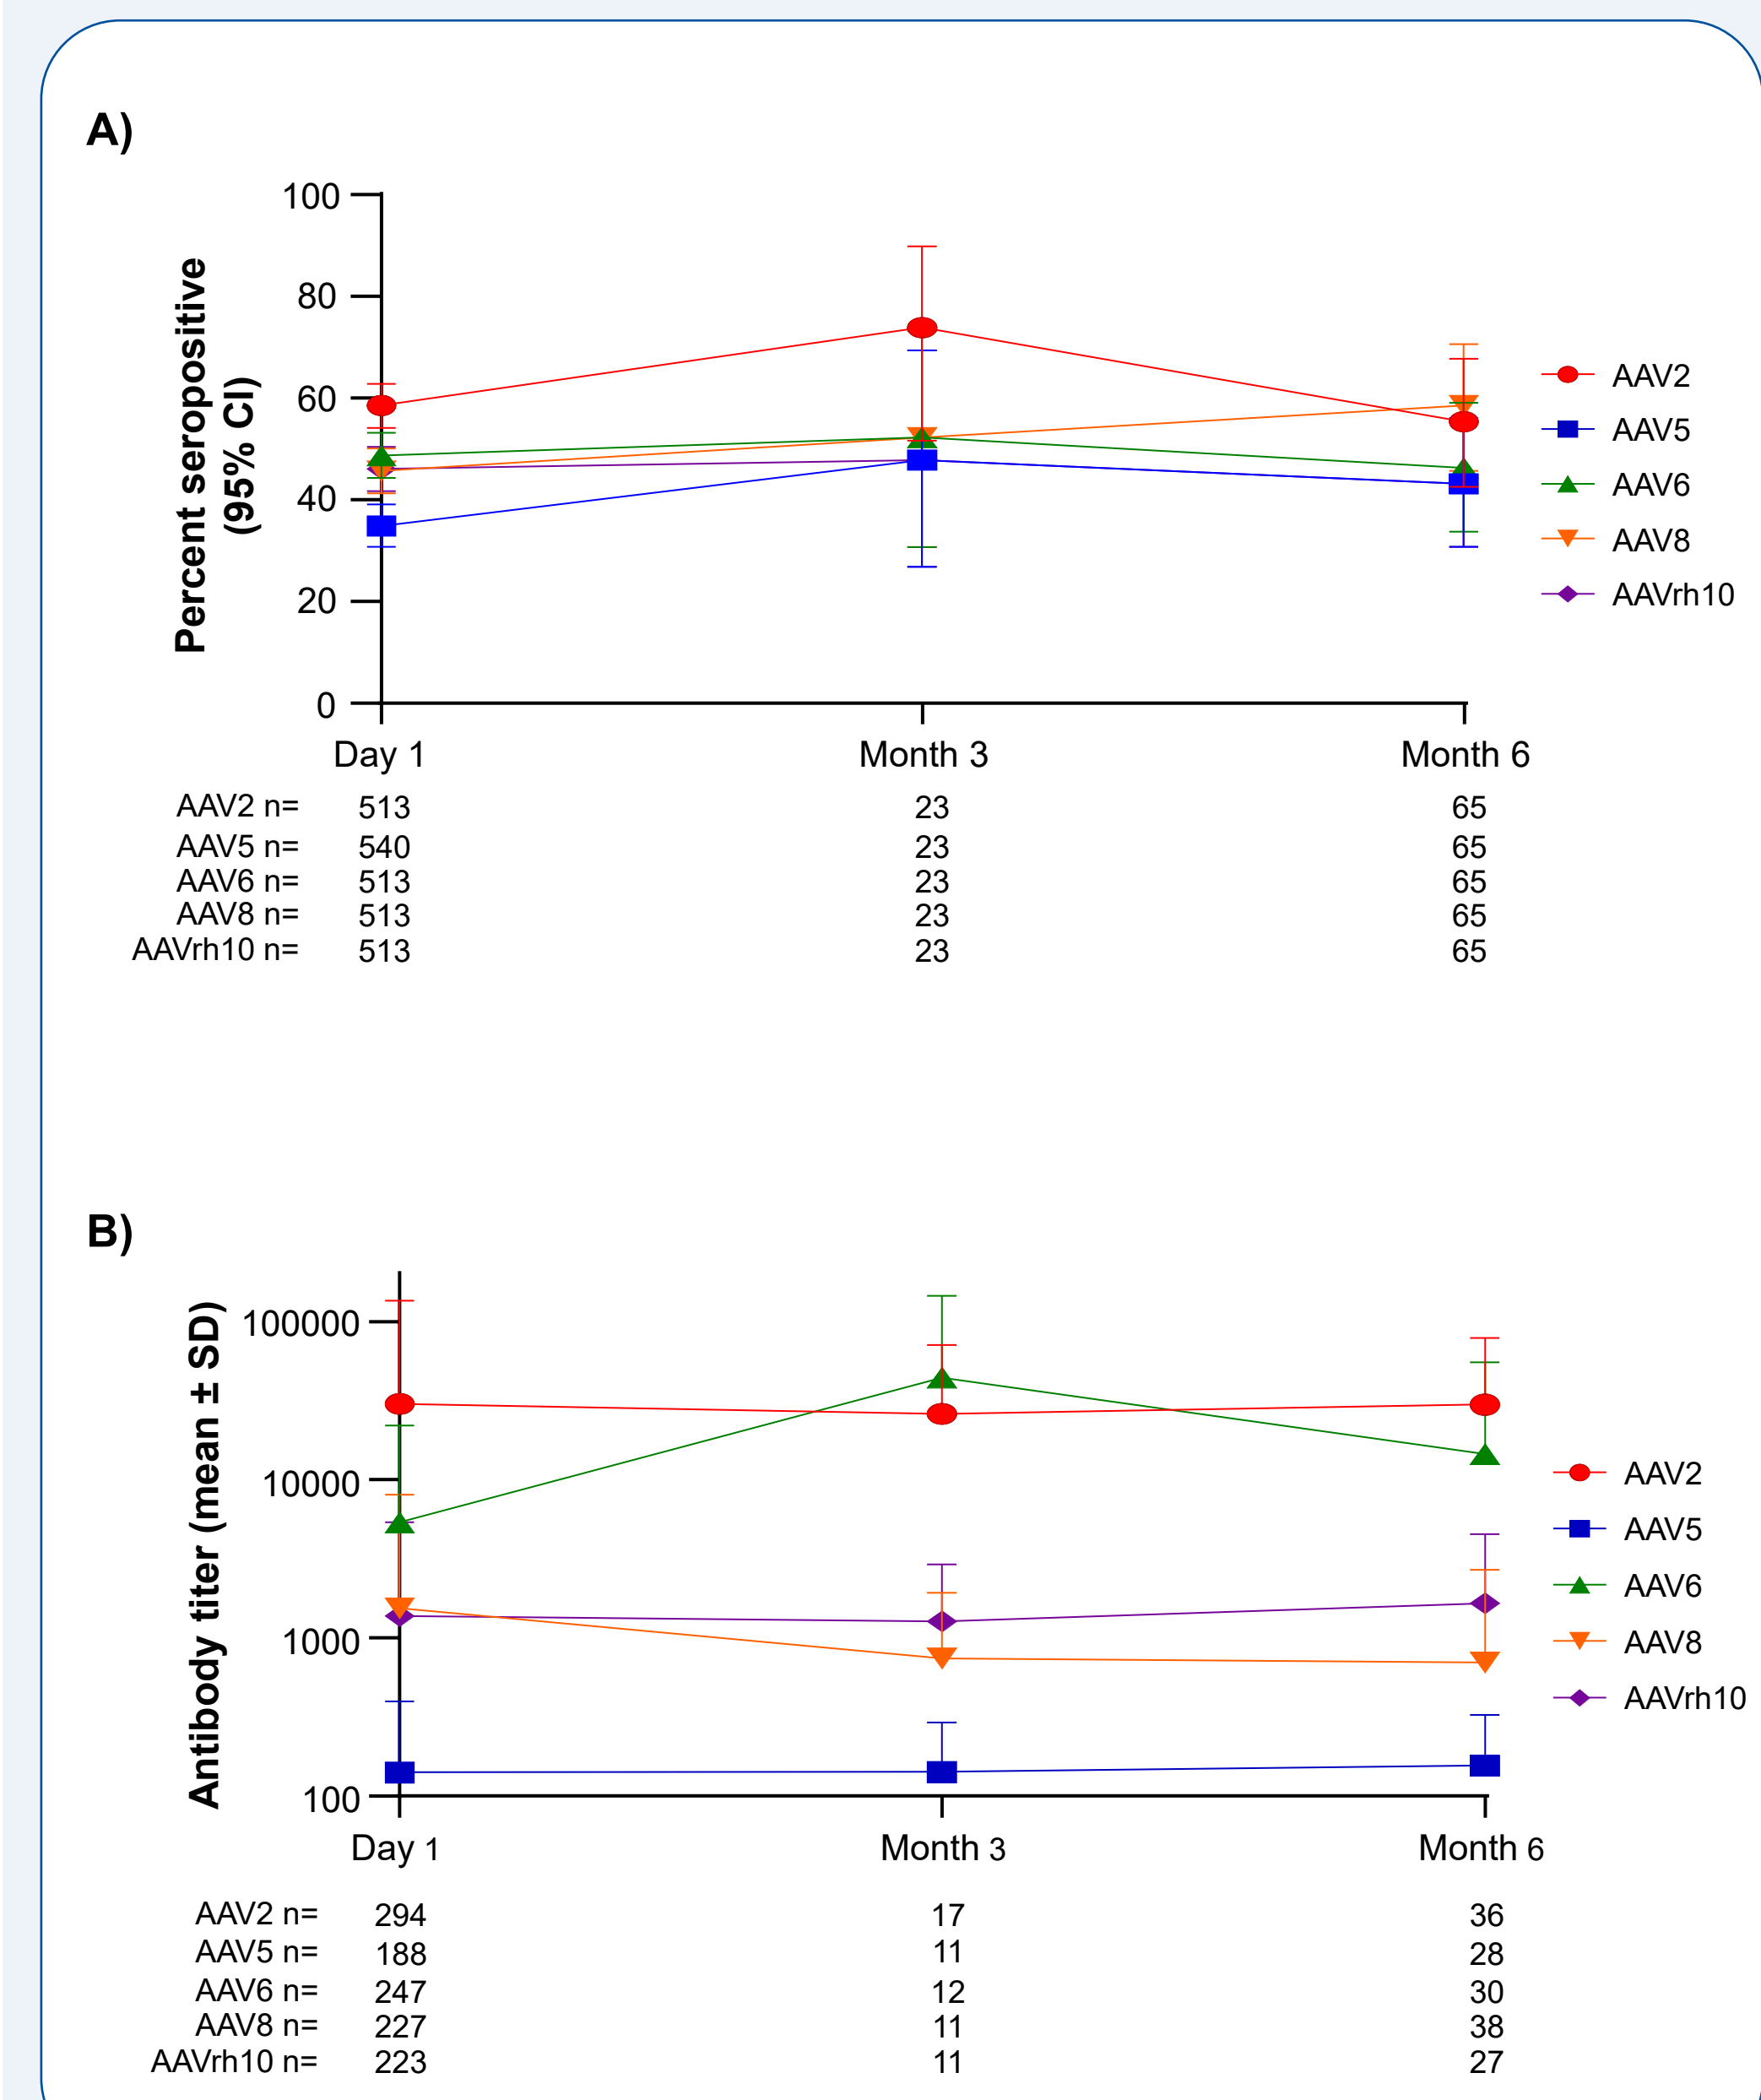 A)
100
80
60
40
20
0
Percent seropositive
(95% CI)
AAV2
AAV5
AAV6
AAV8
AAVrh10
Day 1 Month 3 Month 6
AAV2 n= 513 23 65
AAV5 n= 540 23 65
AAV6 n= 513 23 65
AAV8 n= 513 23 65
AAVrh10 n= 513 23 65
B)
100000
10000
1000
100
Antibody titer (mean ± SD)
AAV2
AAV5
AAV6
AAV8
AAVrh10
Day 1 Month 3 Month 6
AAV2 n= 294 17 36
AAV5 n= 188 11 28
AAV6 n= 247 12 30
AAV8 n= 227 11 38
AAVrh10 n= 223 11 27